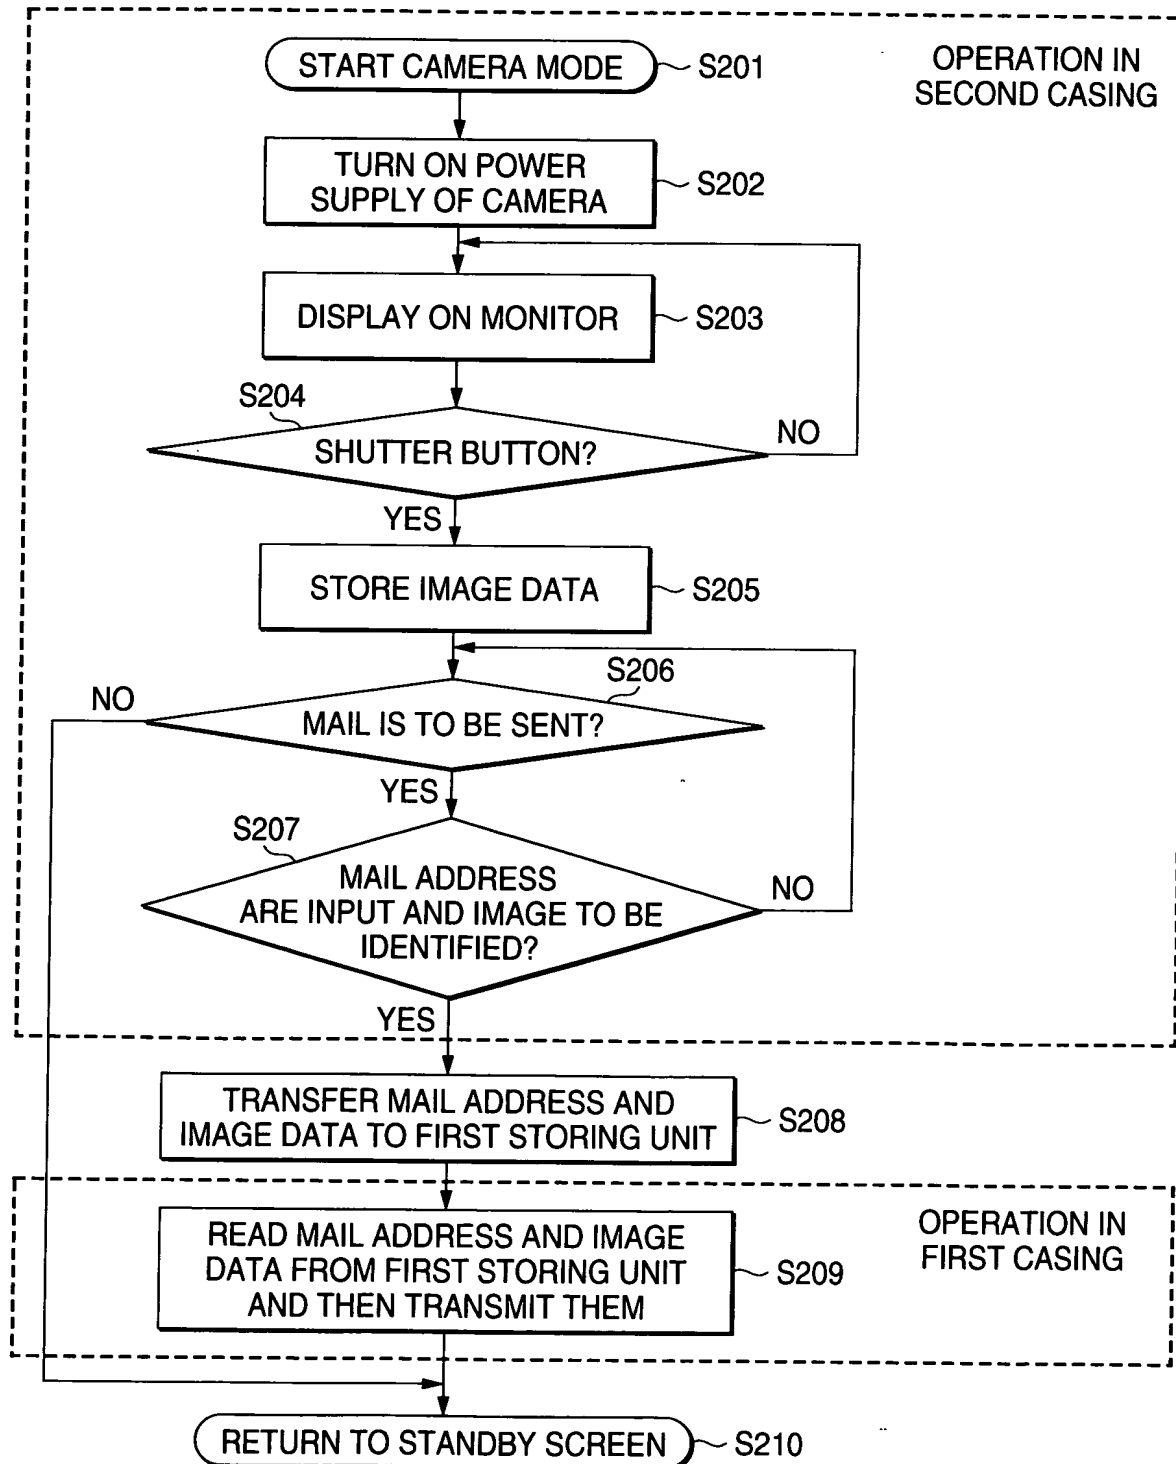 START CAMERA MODE
S201
OPERATION IN
SECOND CASING
TURN ON POWER
SUPPLY OF CAMERA
S202
DISPLAY ON MONITOR
S203
S204
SHUTTER BUTTON?
NO
YES
STORE IMAGE DATA
S205
S206
NO
MAIL IS TO BE SENT?
YES
S207
MAIL ADDRESS
ARE INPUT AND IMAGE TO BE
IDENTIFIED?
NO
YES
TRANSFER MAIL ADDRESS AND
IMAGE DATA TO FIRST STORING UNIT
S208
OPERATION IN
FIRST CASING
READ MAIL ADDRESS AND IMAGE
DATA FROM FIRST STORING UNIT
AND THEN TRANSMIT THEM
S209
RETURN TO STANDBY SCREEN
S210